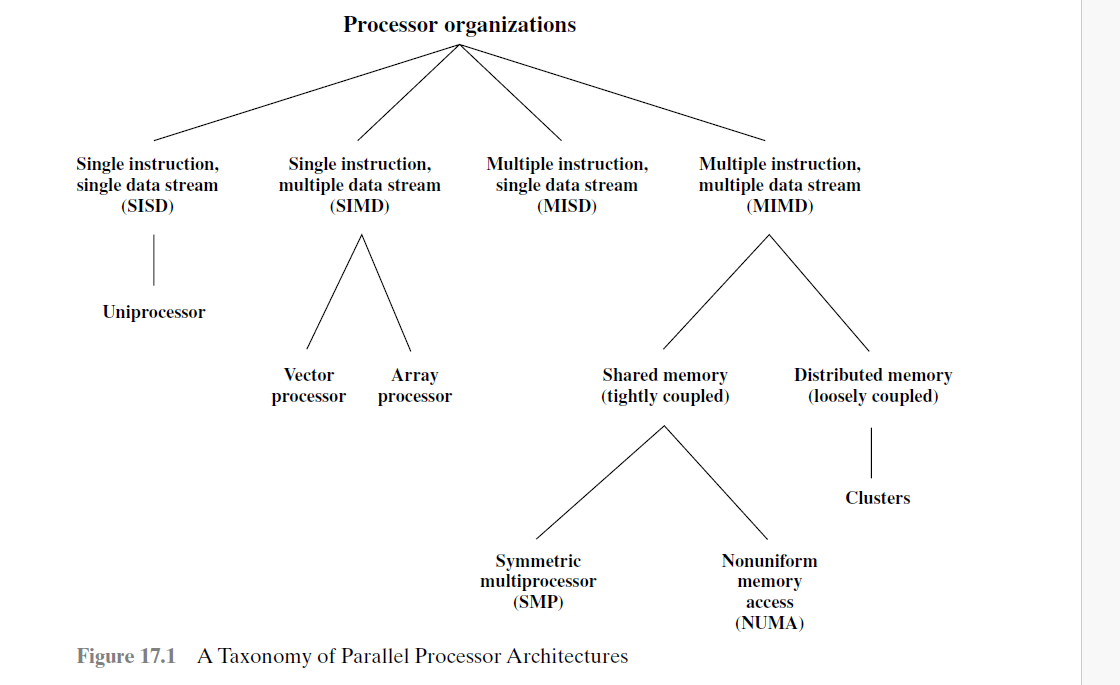 Processor organizations
Single instruction,
single data stream
(SISD)
Single instruction,
multiple data stream
(SIMD)
Multiple instruction,
single data stream
(MISD)
Multiple instruction,
multiple data stream
(MIMD)
Uniprocessor
Vector
processor
Array
processor
Shared memory
(tightly coupled)
Distributed memory
(loosely coupled)
Clusters
Symmetric
multiprocessor
(SMP)
Nonuniform
memory
access
(NUMA)
Figure 17.1 A Taxonomy of Parallel Processor Architectures